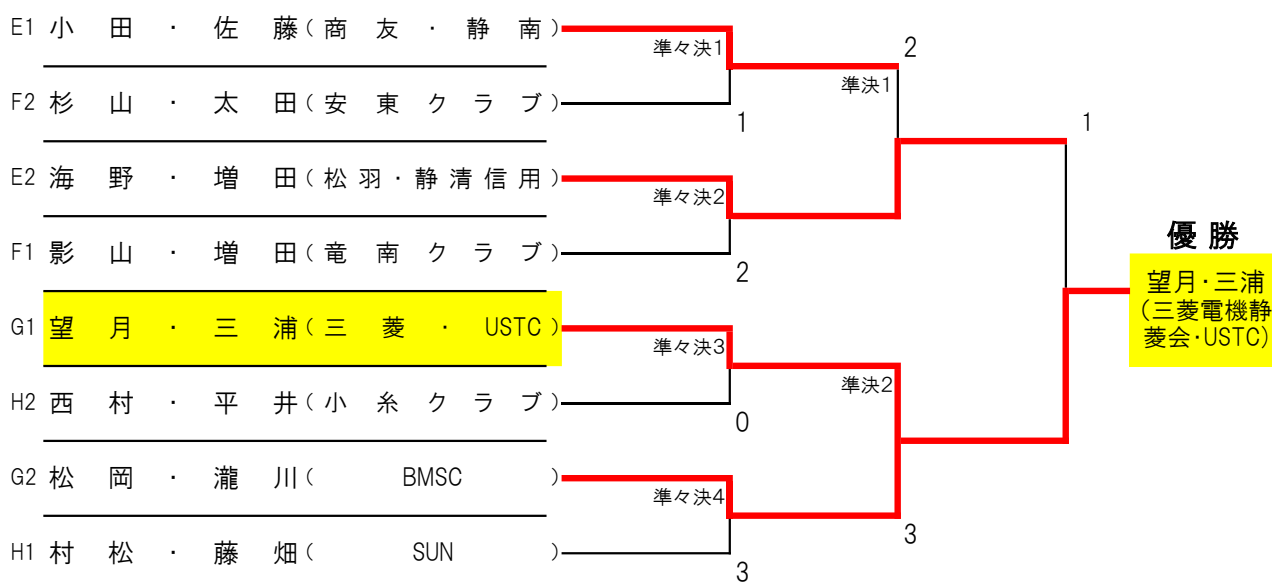 E1 小田・佐藤(商友・静南)
準々決1
2
F2 杉山・太田(安東クラブ)
準決1
1
1
E2 海野・増田(松羽・静清信用)
準々決2
F1 影山・増田(竜南クラブ)
2
優勝
望月・三浦
(三菱電機静
菱会・USTC)
G1 望月・三浦(三菱・USTC)
準々決3
H2 西村・平井(小糸クラブ)
準決2
0
G2 松岡・瀧川(BMSC)
準々決4
3
H1 村松・藤畑(SUN)
3